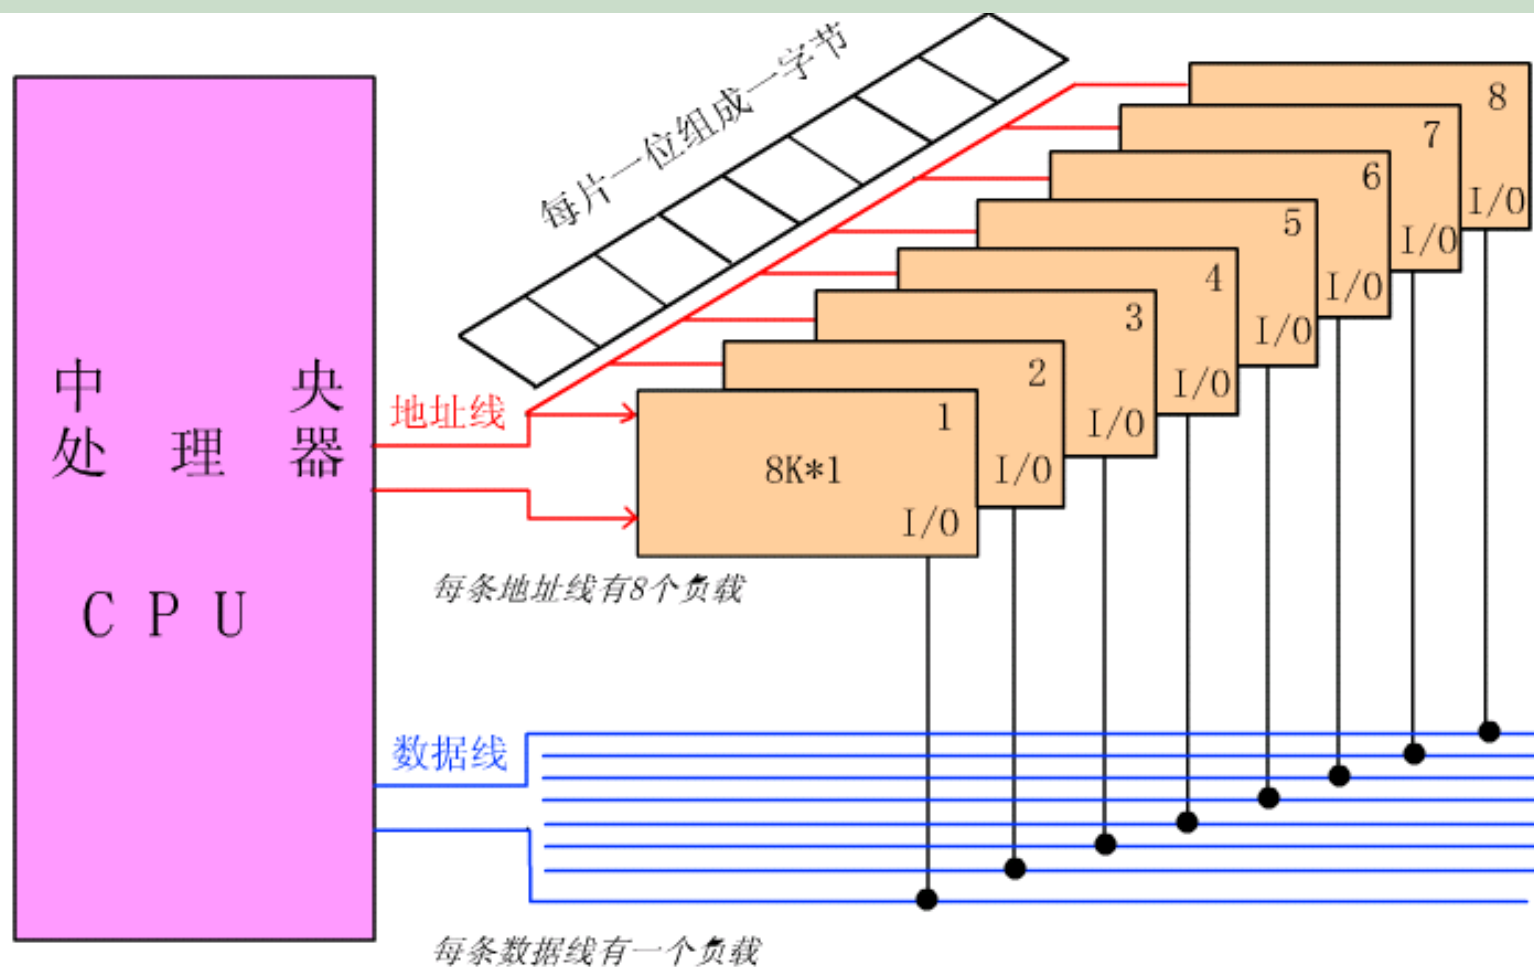 每片一位组成一字节
中 央
处 理 器
C P U
地址线
数据线
8
I/O
7
I/O
6
I/O
5
I/O
4
I/O
3
I/O
2
I/O
1
8K*1
I/O
每条地址线有8个负载
每条数据线有一个负载